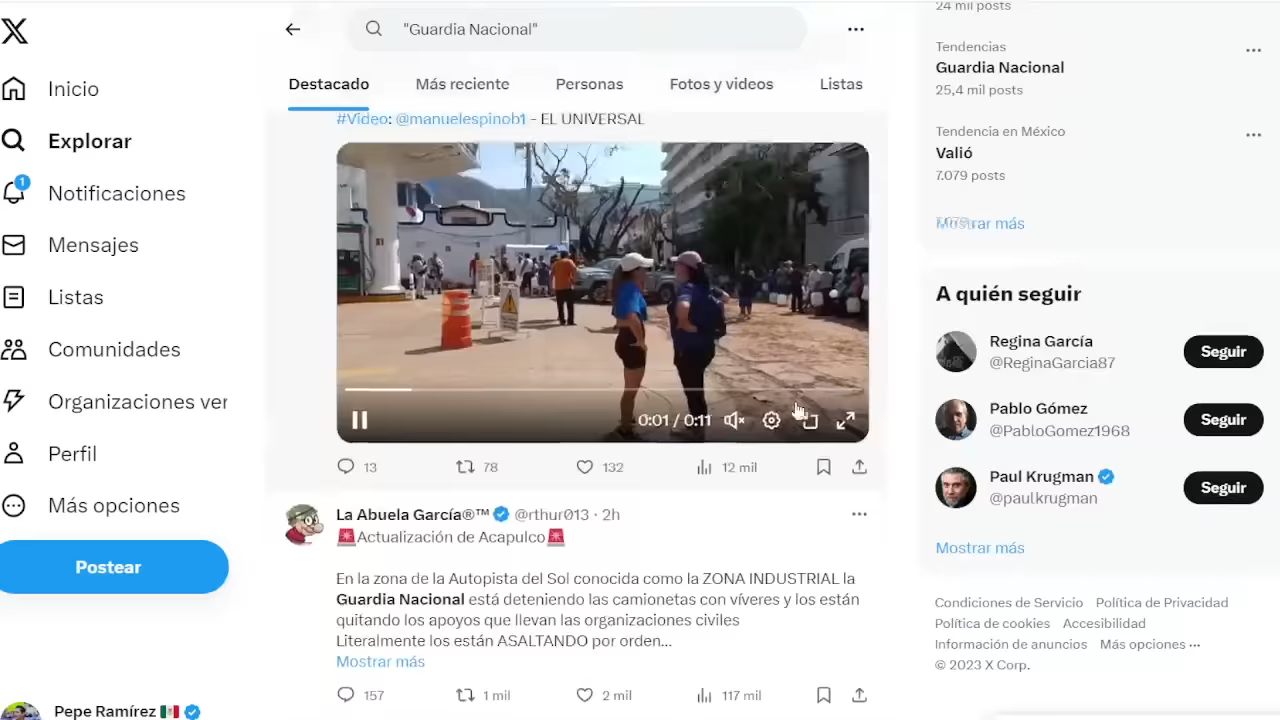 Inicio
Explorar
1
Notificaciones
Mensajes
Listas
Comunidades
Organizaciones ver
Perfil
Más opciones
Postear
Pepe Ramírez
"Guardia Nacional"
Destacado Más reciente Personas Fotos y videos Listas
#Video: @manuelespinob1 - EL UNIVERSAL
0:01 / 0:11
13 78 132 12 mil
La Abuela García®™ @rthur013 · 2h
Actualización de Acapulco
En la zona de la Autopista del Sol conocida como la ZONA INDUSTRIAL la
Guardia Nacional está deteniendo las camionetas con víveres y los están
quitando los apoyos que llevan las organizaciones civiles
Literalmente los están ASALTANDO por orden...
Mostrar más
157 1 mil 2 mil 117 mil
24 mil posts
Tendencias
Guardia Nacional
25,4 mil posts
Tendencia en México
Valió
7.079 posts
Mostrar más
A quién seguir
Regina García
@ReginaGarcia87
Seguir
Pablo Gómez
@PabloGomez1968
Seguir
Paul Krugman
@paulkrugman
Seguir
Mostrar más
Condiciones de Servicio Política de Privacidad
Política de cookies Accesibilidad
Información de anuncios Más opciones ···
© 2023 X Corp.